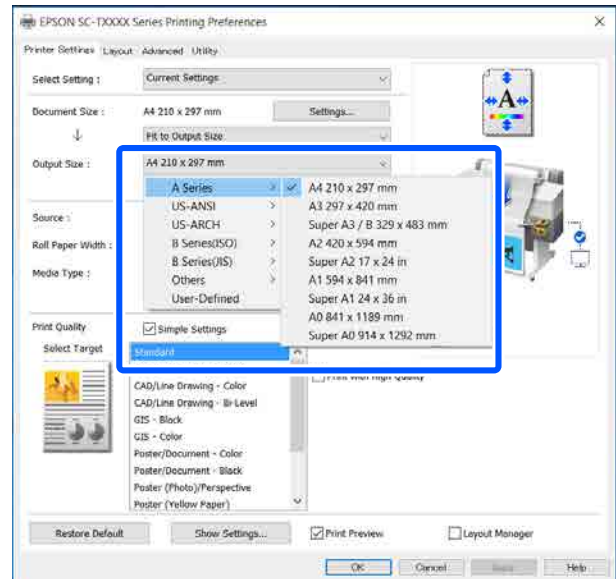 EPSON SC-TXXXX Series Printing Preferences
Printer Settings Layout Advanced Utility
Select Setting : Current Settings
Document Size : A4 210 x 297 mm Settings...
Fit to Output Size
Output Size : A4 210 x 297 mm
A Series
US-ANSI
US-ARCH
B Series(ISO)
B Series(JIS)
Others
User-Defined
A4 210 x 297 mm
A3 297 x 420 mm
Super A3 / B 329 x 483 mm
A2 420 x 594 mm
Super A2 17 x 24 in
A1 594 x 841 mm
Super A1 24 x 36 in
A0 841 x 1189 mm
Super A0 914 x 1292 mm
Source :
Roll Paper Width :
Media Type :
Print Quality
Simple Settings
Select Target
Standard
CAD/Line Drawing - Color
CAD/Line Drawing - Bi-Level
GIS - Black
GIS - Color
Poster/Document - Color
Poster/Document - Black
Poster (Photo)/Perspective
Poster (Yellow Paper)
Print with High Quality
A
Restore Default Show Settings... Print Preview Layout Manager
OK Cancel Help